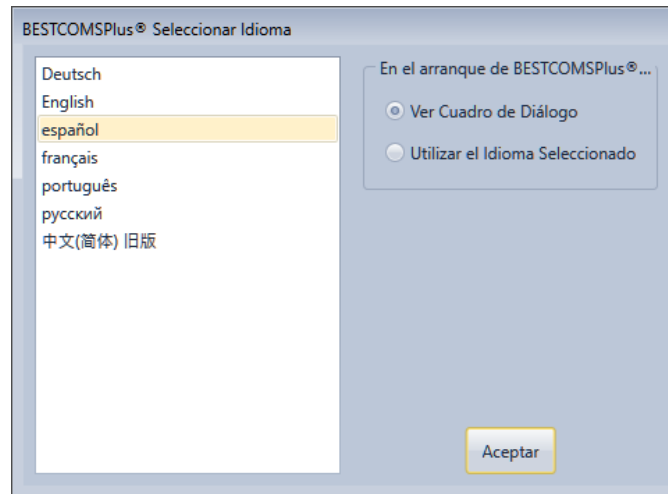 BESTCOMSPlus® Seleccionar Idioma
Deutsch
English
español
français
português
русский
中文(简体) 旧版
En el arranque de BESTCOMSPlus®...
Ver Cuadro de Diálogo
Utilizar el Idioma Seleccionado
Aceptar